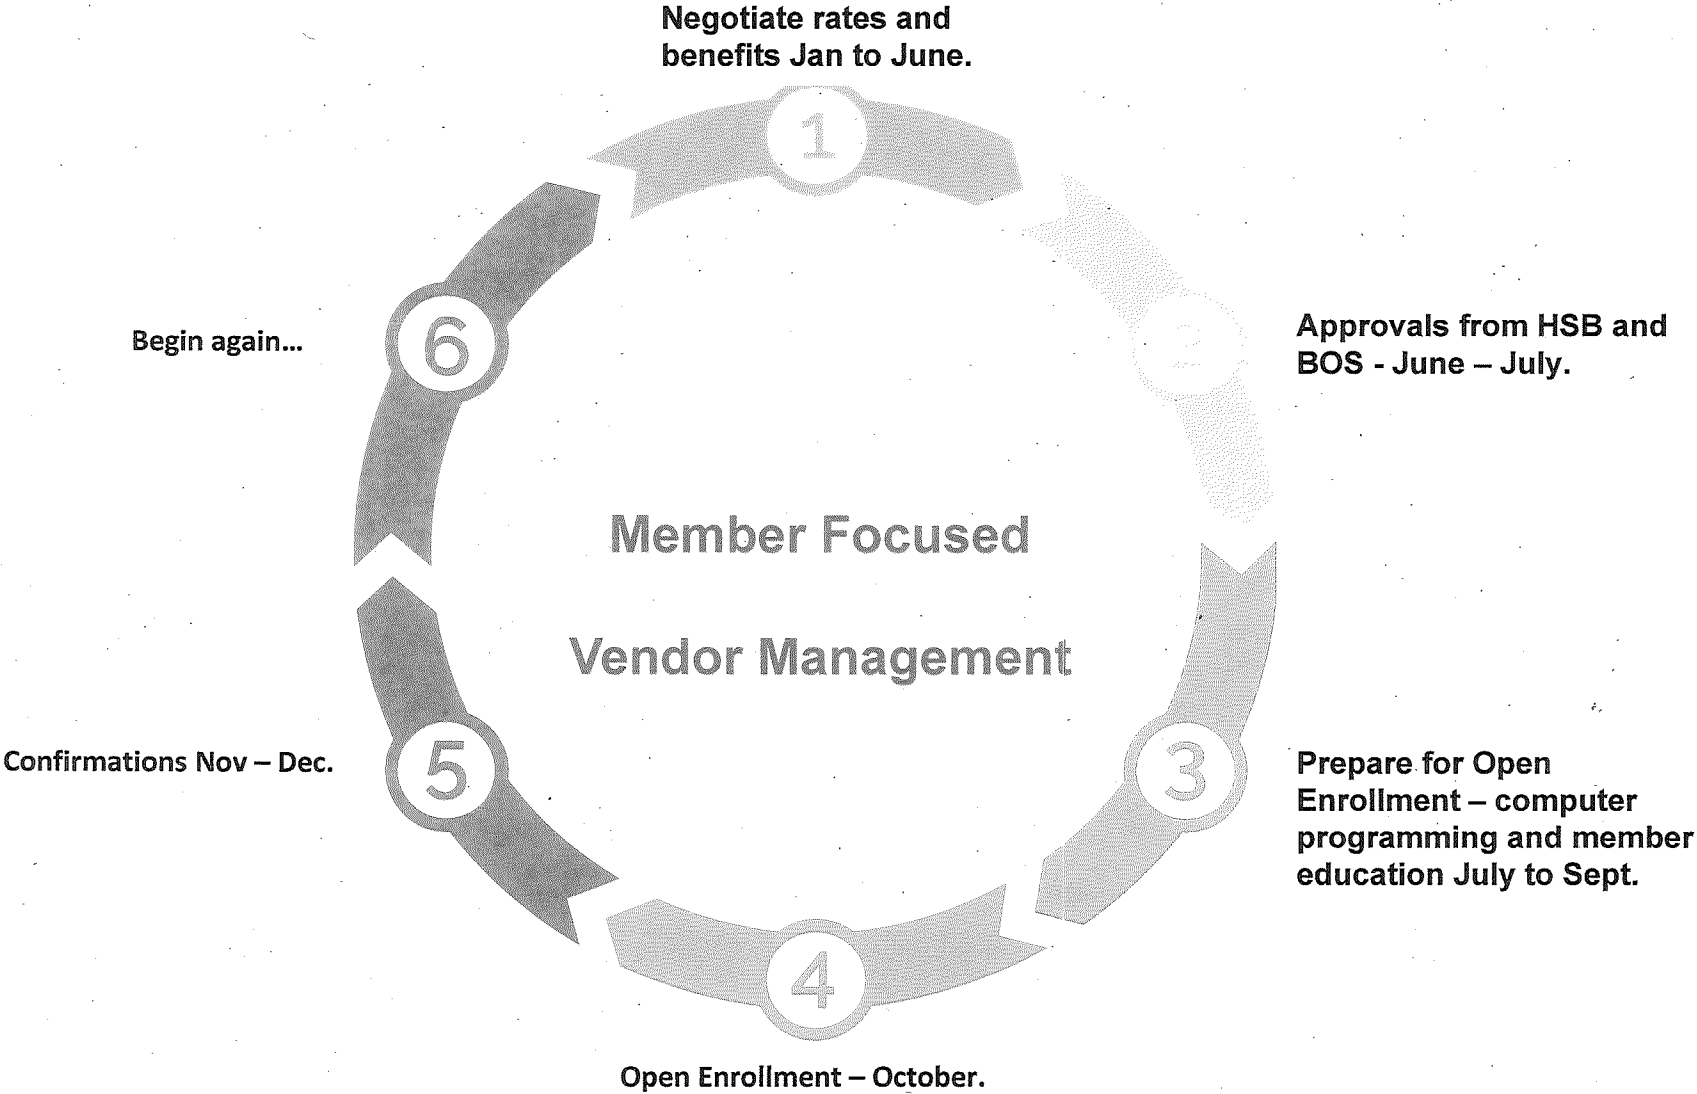 Negotiate rates and
benefits Jan to June.
1
2
Approvals from HSB and
BOS - June – July.
3
Prepare for Open
Enrollment – computer
programming and member
education July to Sept.
4
Open Enrollment – October.
5
Confirmations Nov – Dec.
6
Begin again...
Member Focused
Vendor Management